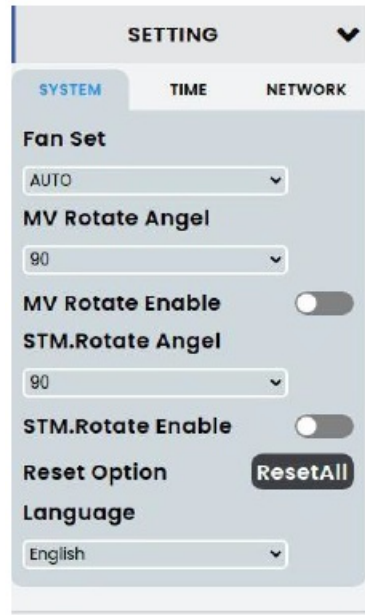 SETTING
SYSTEM TIME NETWORK
Fan Set
AUTO
MV Rotate Angel
90
MV Rotate Enable
STM.Rotate Angel
90
STM.Rotate Enable
Reset Option ResetAll
Language
English